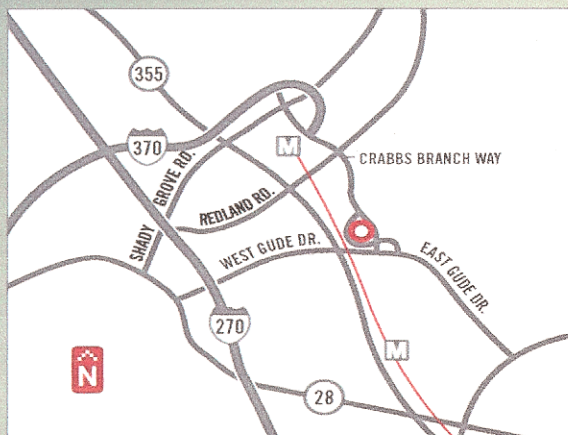 355
370
M
CRABBS BRANCH WAY
SHADY GROVE RD.
REDLAND RD.
WEST GUDE DR.
EAST GUDE DR.
270
M
N
28